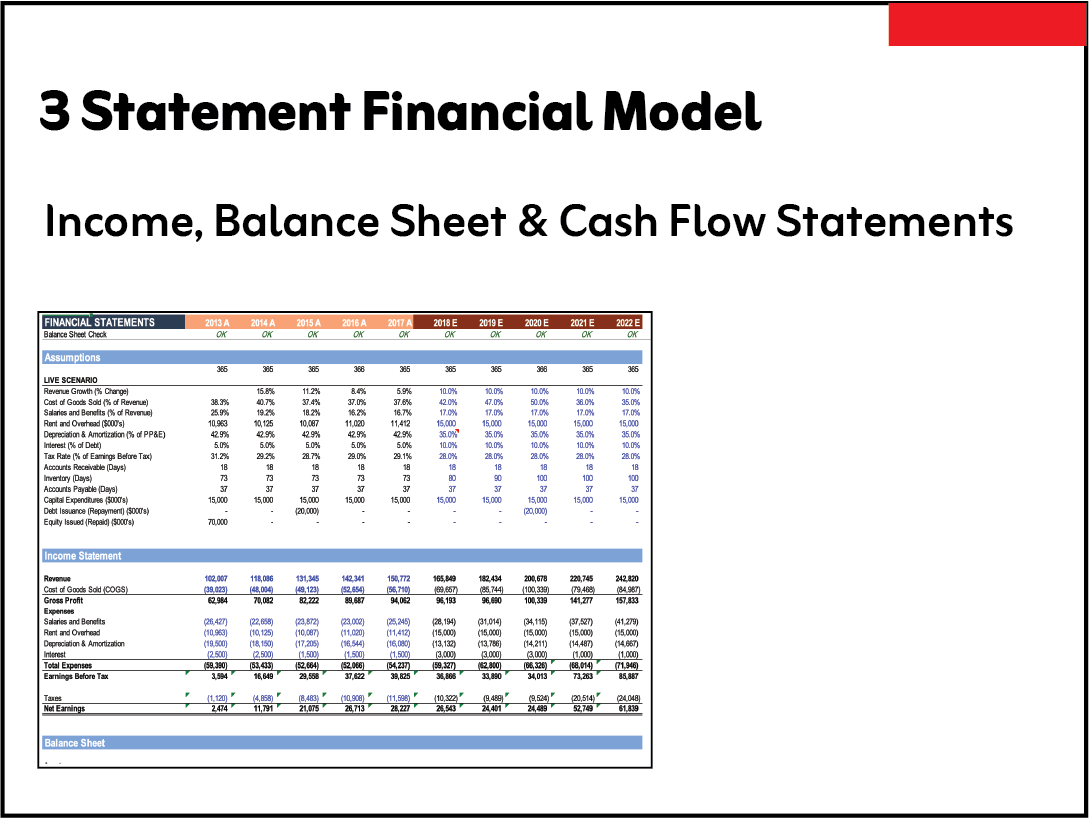 3 Statement Financial Model
Income, Balance Sheet & Cash Flow Statements
FINANCIAL STATEMENTS 2013 A 2014 A 2015 A 2016 A 2017 A 2018 E 2019 E 2020 E 2021 E 2022 E
Balance Sheet Check OK OK OK OK OK OK OK OK OK OK
Assumptions
365 365 365 366 365 365 365 366 365 365
LIVE SCENARIO
Revenue Growth (% Change) 15.8% 11.2% 8.4% 5.9% 10.0% 10.0% 10.0% 10.0% 10.0%
Cost of Goods Sold (% of Revenue) 38.3% 40.7% 37.4% 37.0% 37.6% 42.0% 47.0% 50.0% 36.0% 35.0%
Salaries and Benefits (% of Revenue) 25.9% 19.2% 18.2% 16.2% 16.7% 17.0% 17.0% 17.0% 17.0% 17.0%
Rent and Overhead ($000's) 10,963 10,125 10,087 11,020 11,412 15,000 15,000 15,000 15,000 15,000
Depreciation & Amortization (% of PP&E) 42.9% 42.9% 42.9% 42.9% 42.9% 35.0% 35.0% 35.0% 35.0% 35.0%
Interest (% of Debt) 5.0% 5.0% 5.0% 5.0% 5.0% 10.0% 10.0% 10.0% 10.0% 10.0%
Tax Rate (% of Earnings Before Tax) 31.2% 29.2% 28.7% 29.0% 29.1% 28.0% 28.0% 28.0% 28.0% 28.0%
Accounts Receivable (Days) 18 18 18 18 18 18 18 18 18 18
Inventory (Days) 73 73 73 73 73 80 90 100 100 100
Accounts Payable (Days) 37 37 37 37 37 37 37 37 37 37
Capital Expenditures ($000's) 15,000 15,000 15,000 15,000 15,000 15,000 15,000 15,000 15,000 15,000
Debt Issuance (Repayment) ($000's) - - (20,000) - - - - (20,000) - -
Equity Issued (Repaid) ($000's) 70,000 - - - - - - - - -
Income Statement
Revenue 102,007 118,086 131,345 142,341 150,772 165,849 182,434 200,678 220,745 242,820
Cost of Goods Sold (COGS) (39,023) (48,004) (49,123) (52,654) (56,710) (69,657) (85,744) (100,339) (79,468) (84,987)
Gross Profit 62,984 70,082 82,222 89,687 94,062 96,193 96,690 100,339 141,277 157,833
Expenses
Salaries and Benefits (26,427) (22,658) (23,872) (23,002) (25,245) (28,194) (31,014) (34,115) (37,527) (41,279)
Rent and Overhead (10,963) (10,125) (10,087) (11,020) (11,412) (15,000) (15,000) (15,000) (15,000) (15,000)
Depreciation & Amortization (19,500) (18,150) (17,205) (16,544) (16,080) (13,132) (13,786) (14,211) (14,487) (14,667)
Interest (2,500) (2,500) (1,500) (1,500) (1,500) (3,000) (3,000) (3,000) (1,000) (1,000)
Total Expenses (59,390) (53,433) (52,664) (52,066) (54,237) (59,327) (62,800) (66,326) (68,014) (71,946)
Earnings Before Tax 3,594 16,649 29,558 37,622 39,825 36,866 33,890 34,013 73,263 85,887
Taxes (1,120) (4,858) (8,483) (10,908) (11,598) (10,322) (9,489) (9,524) (20,514) (24,048)
Net Earnings 2,474 11,791 21,075 26,713 28,227 26,543 24,401 24,489 52,749 61,839
Balance Sheet